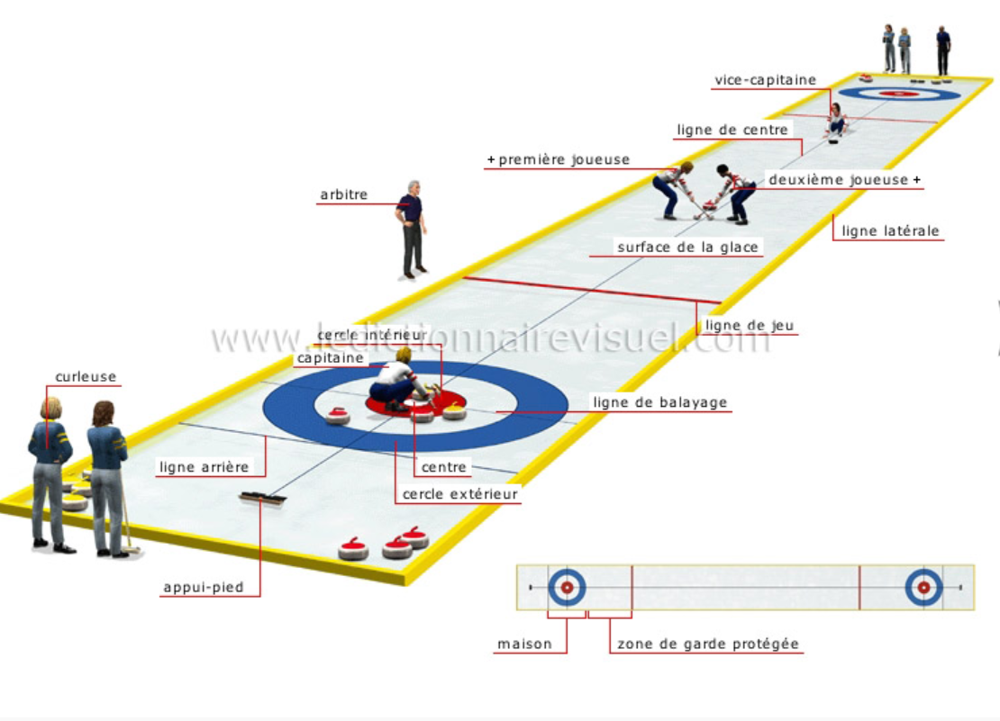 vice-capitaine
ligne de centre
+ première joueuse
deuxième joueuse +
arbitre
ligne latérale
surface de la glace
ligne de jeu
www.ledictionnairevisuel.com
cercle intérieur
capitaine
curleuse
ligne de balayage
ligne arrière
centre
cercle extérieur
appui-pied
maison
zone de garde protégée